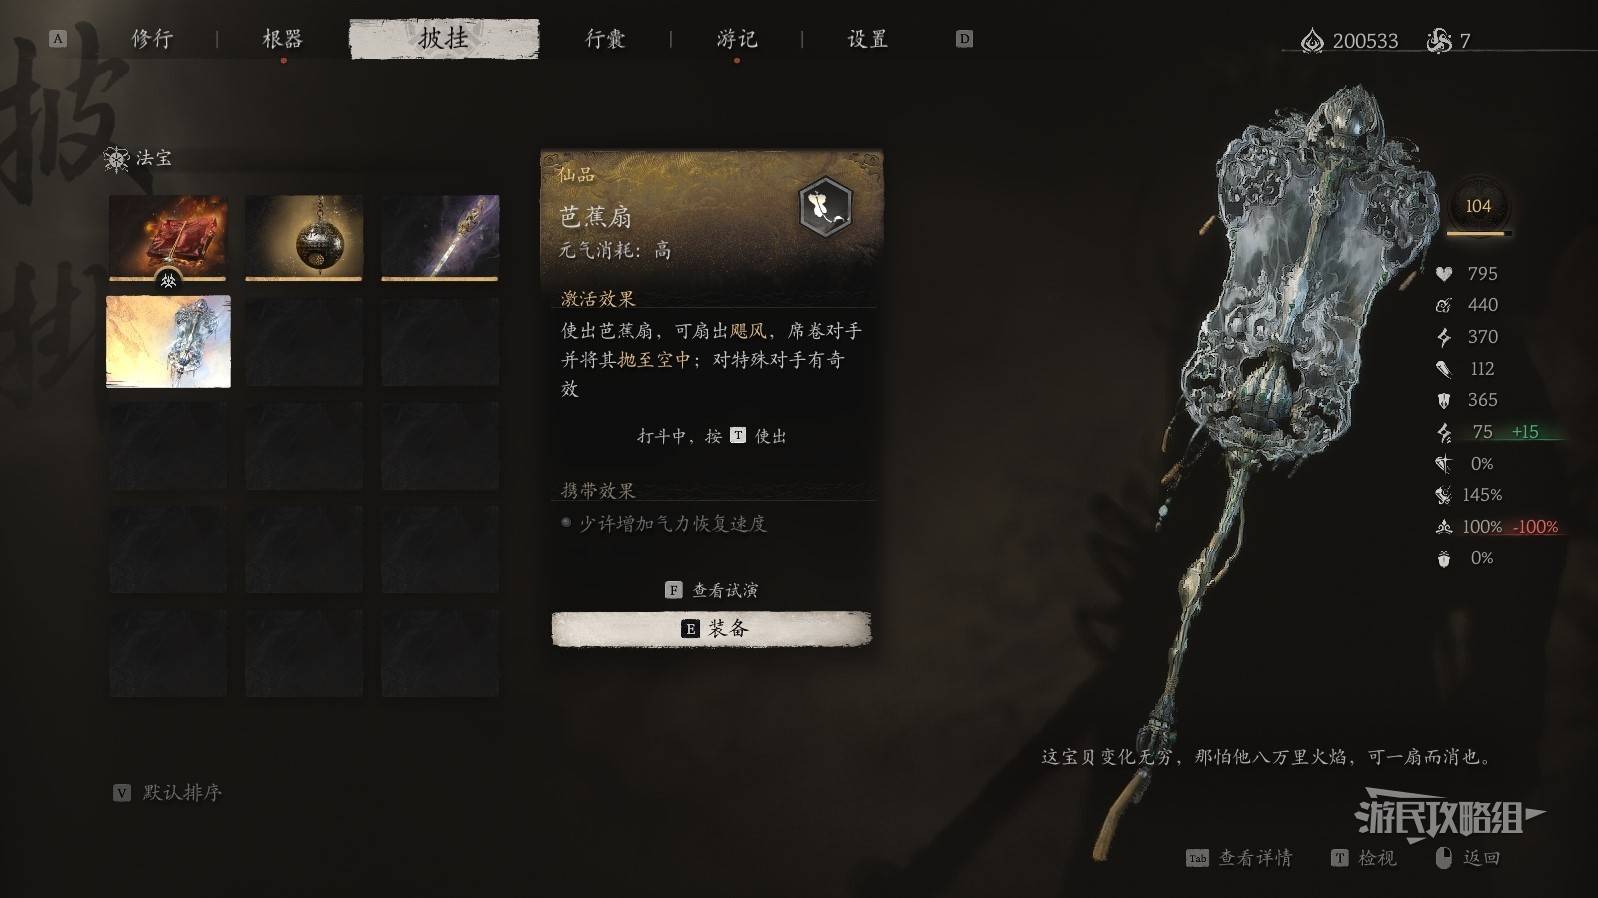 A 修行 | 根器 披挂 行囊 | 游记 | 设置 D
200533 7
披挂
法宝
仙品
芭蕉扇
元气消耗：高
激活效果
使出芭蕉扇，可扇出飓风，席卷对手
并将其抛至空中；对特殊对手有奇
效
打斗中，按 T 使出
携带效果
少许增加气力恢复速度
F 查看试演
E 装备
104
795
440
370
112
365
75 +15
0%
145%
100% -100%
0%
这宝贝变化无穷，那怕他八万里火焰，可一扇而消也。
V 默认排序
游民攻略组
Tab 查看详情 T 检视 返回